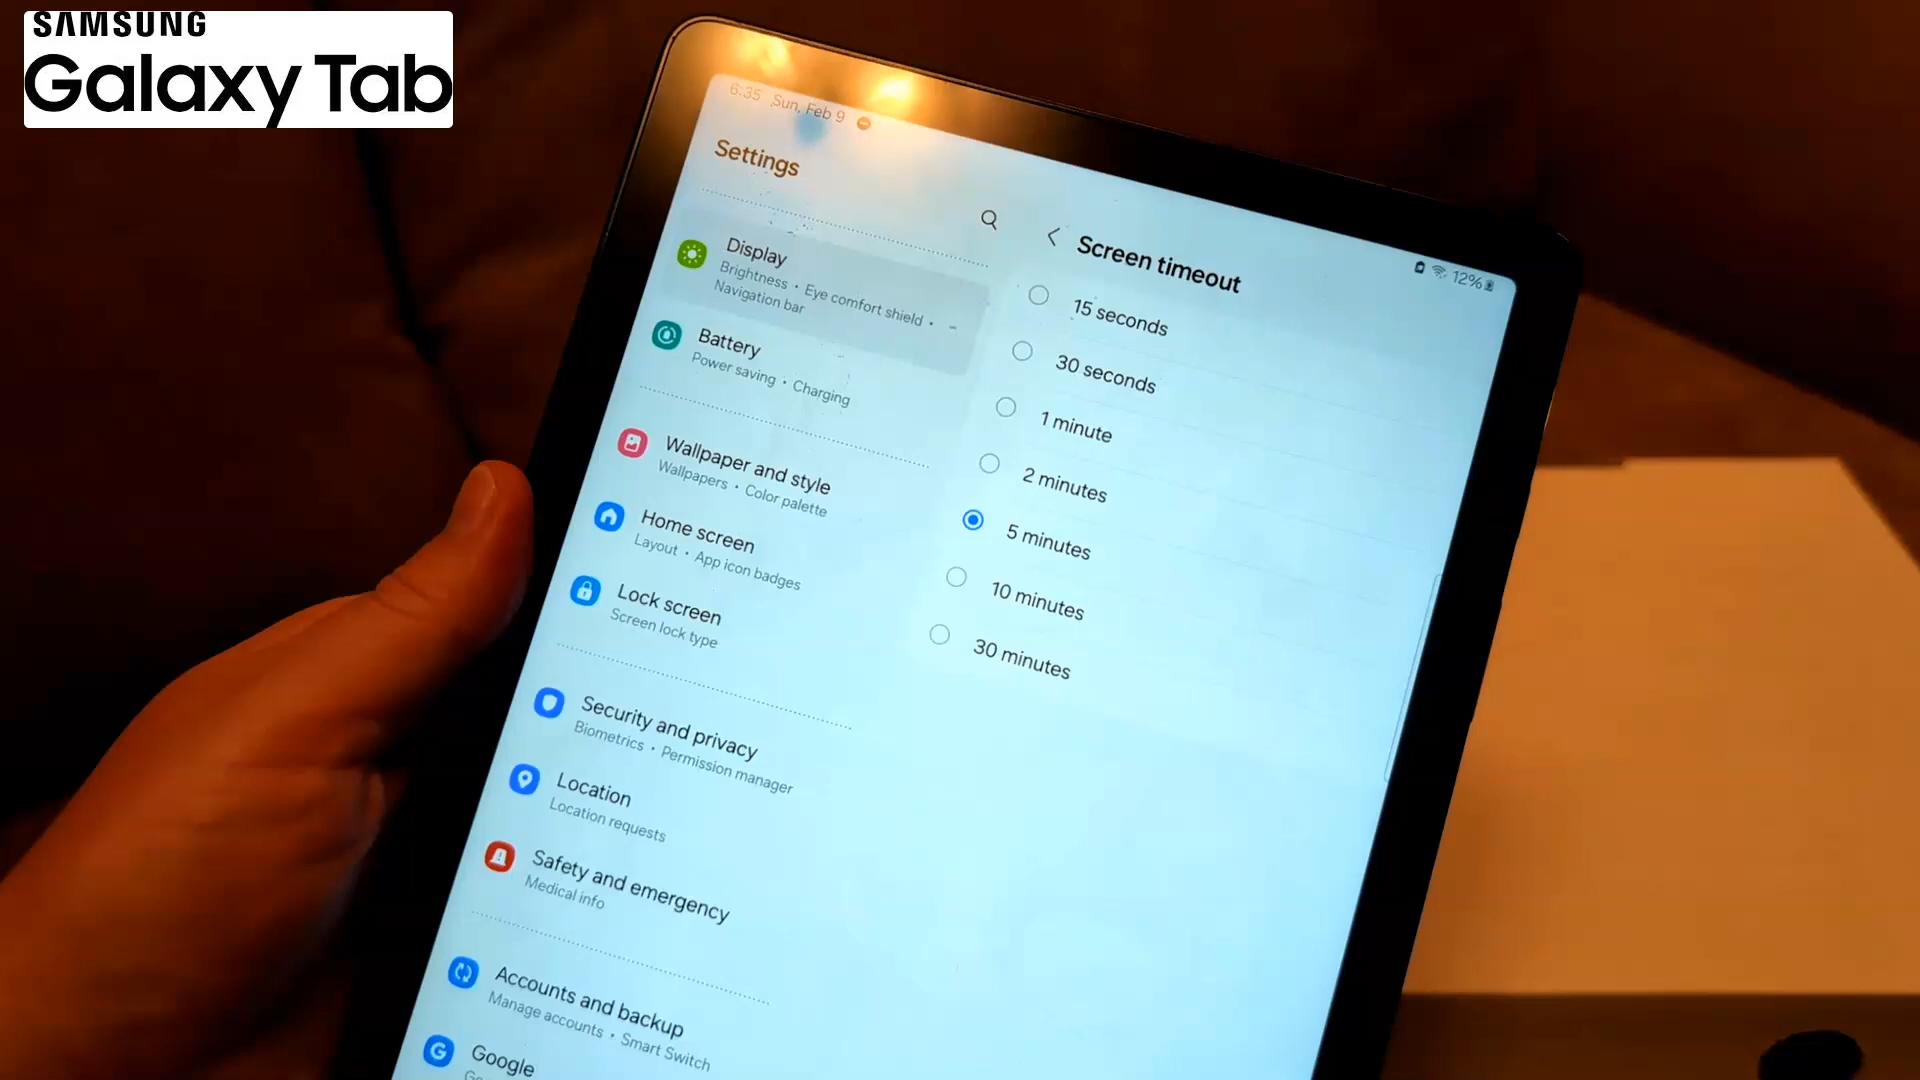 SAMSUNG
Galaxy Tab
6:35 Sun, Feb 9
12%
Settings
Display
Brightness • Eye comfort shield •
Navigation bar
Battery
Power saving • Charging
Wallpaper and style
Wallpapers • Color palette
Home screen
Layout • App icon badges
Lock screen
Screen lock type
Security and privacy
Biometrics • Permission manager
Location
Location requests
Safety and emergency
Medical info
Accounts and backup
Manage accounts • Smart Switch
Google
Screen timeout
15 seconds
30 seconds
1 minute
2 minutes
5 minutes
10 minutes
30 minutes